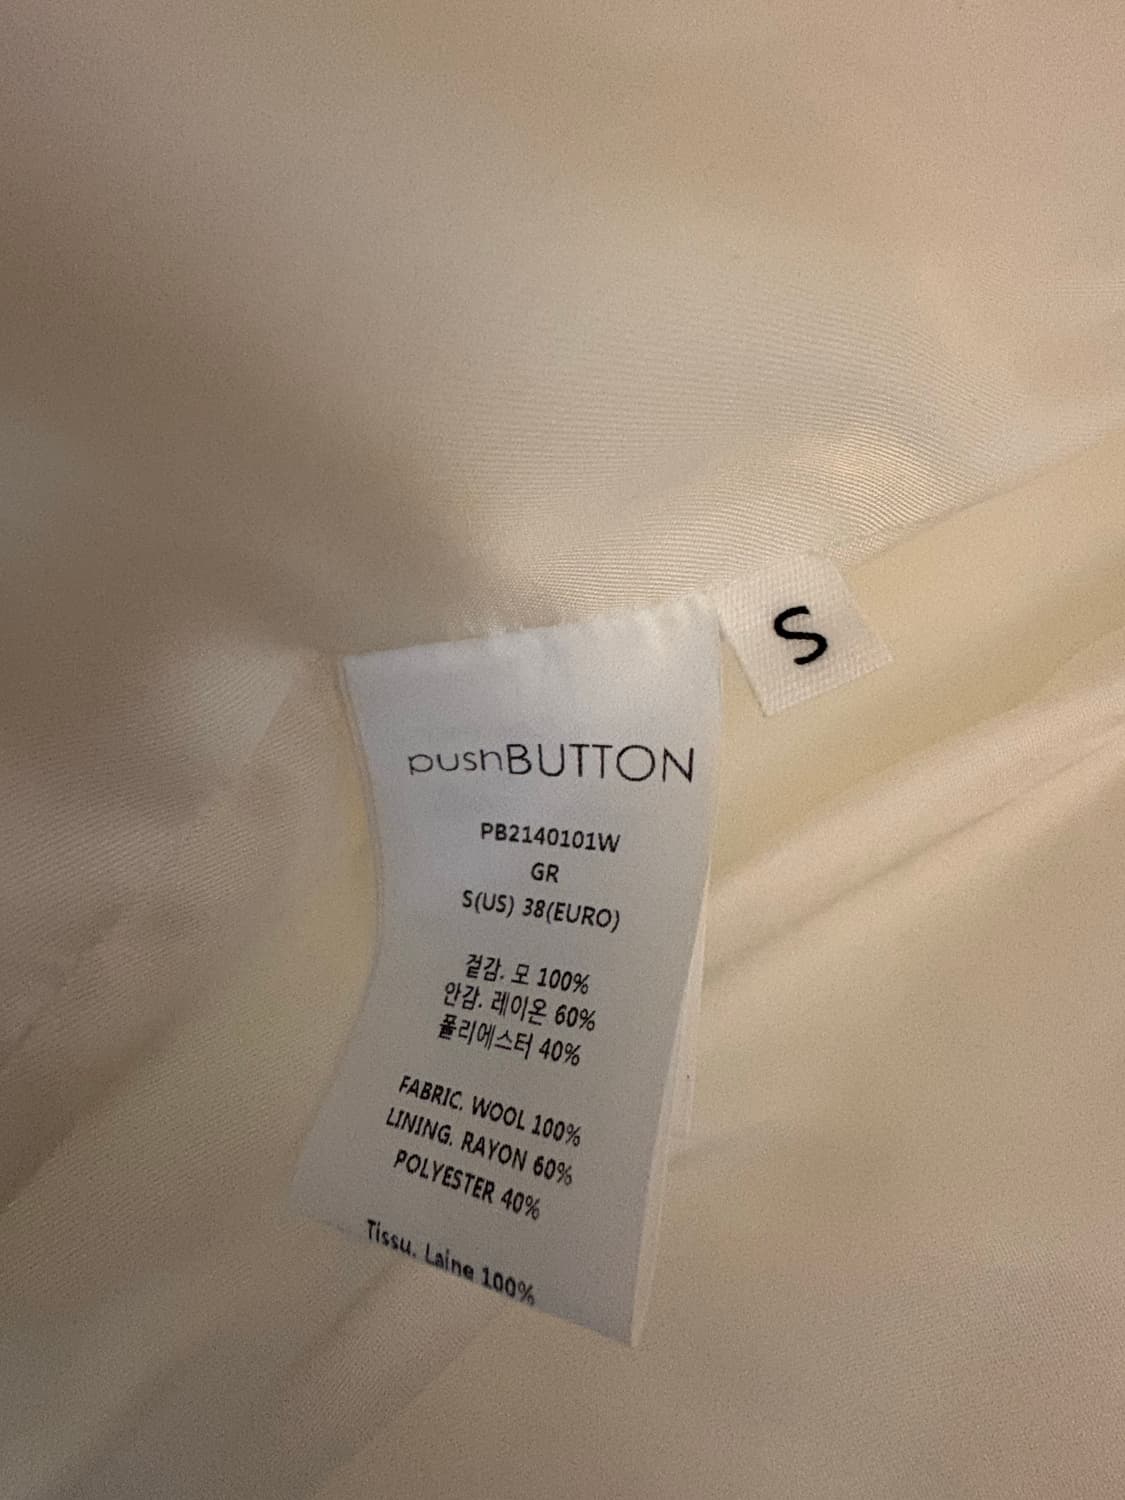 S
pushBUTTON
PB2140101W
GR
S(US) 38(EURO)
겉감. 모 100%
안감. 레이온 60%
폴리에스터 40%
FABRIC. WOOL 100%
LINING. RAYON 60%
POLYESTER 40%
Tissu. Laine 100%